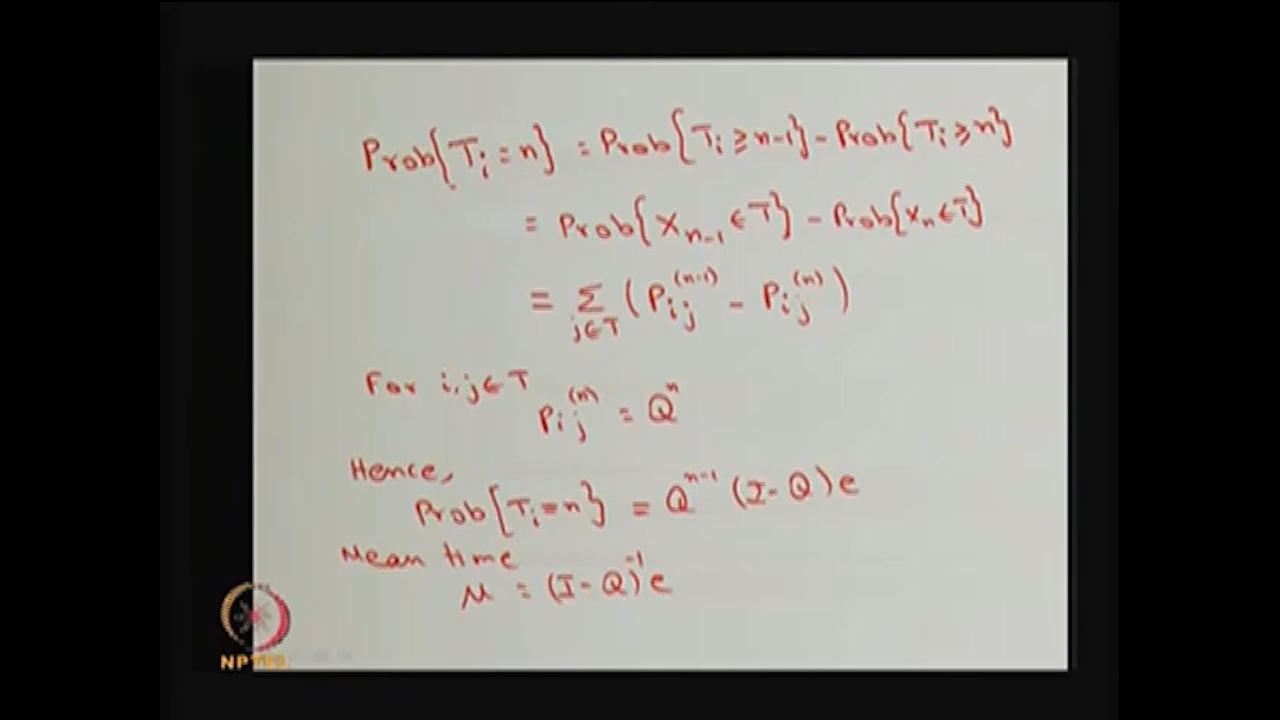 Prob{T_i = n} = Prob{T_i ≥ n-1} - Prob{T_i ≥ n}
= Prob{X_{n-1} ∈ T} - Prob{X_n ∈ T}
= Σ_{j∈T} (P_{ij}^{(n-1)} - P_{ij}^{(n)})
For i, j ∈ T
P_{ij}^{(n)} = Q^n
Hence,
Prob{T_i = n} = Q^{n-1} (I - Q) e
Mean time
μ = (I - Q)^{-1} e
NPTEL